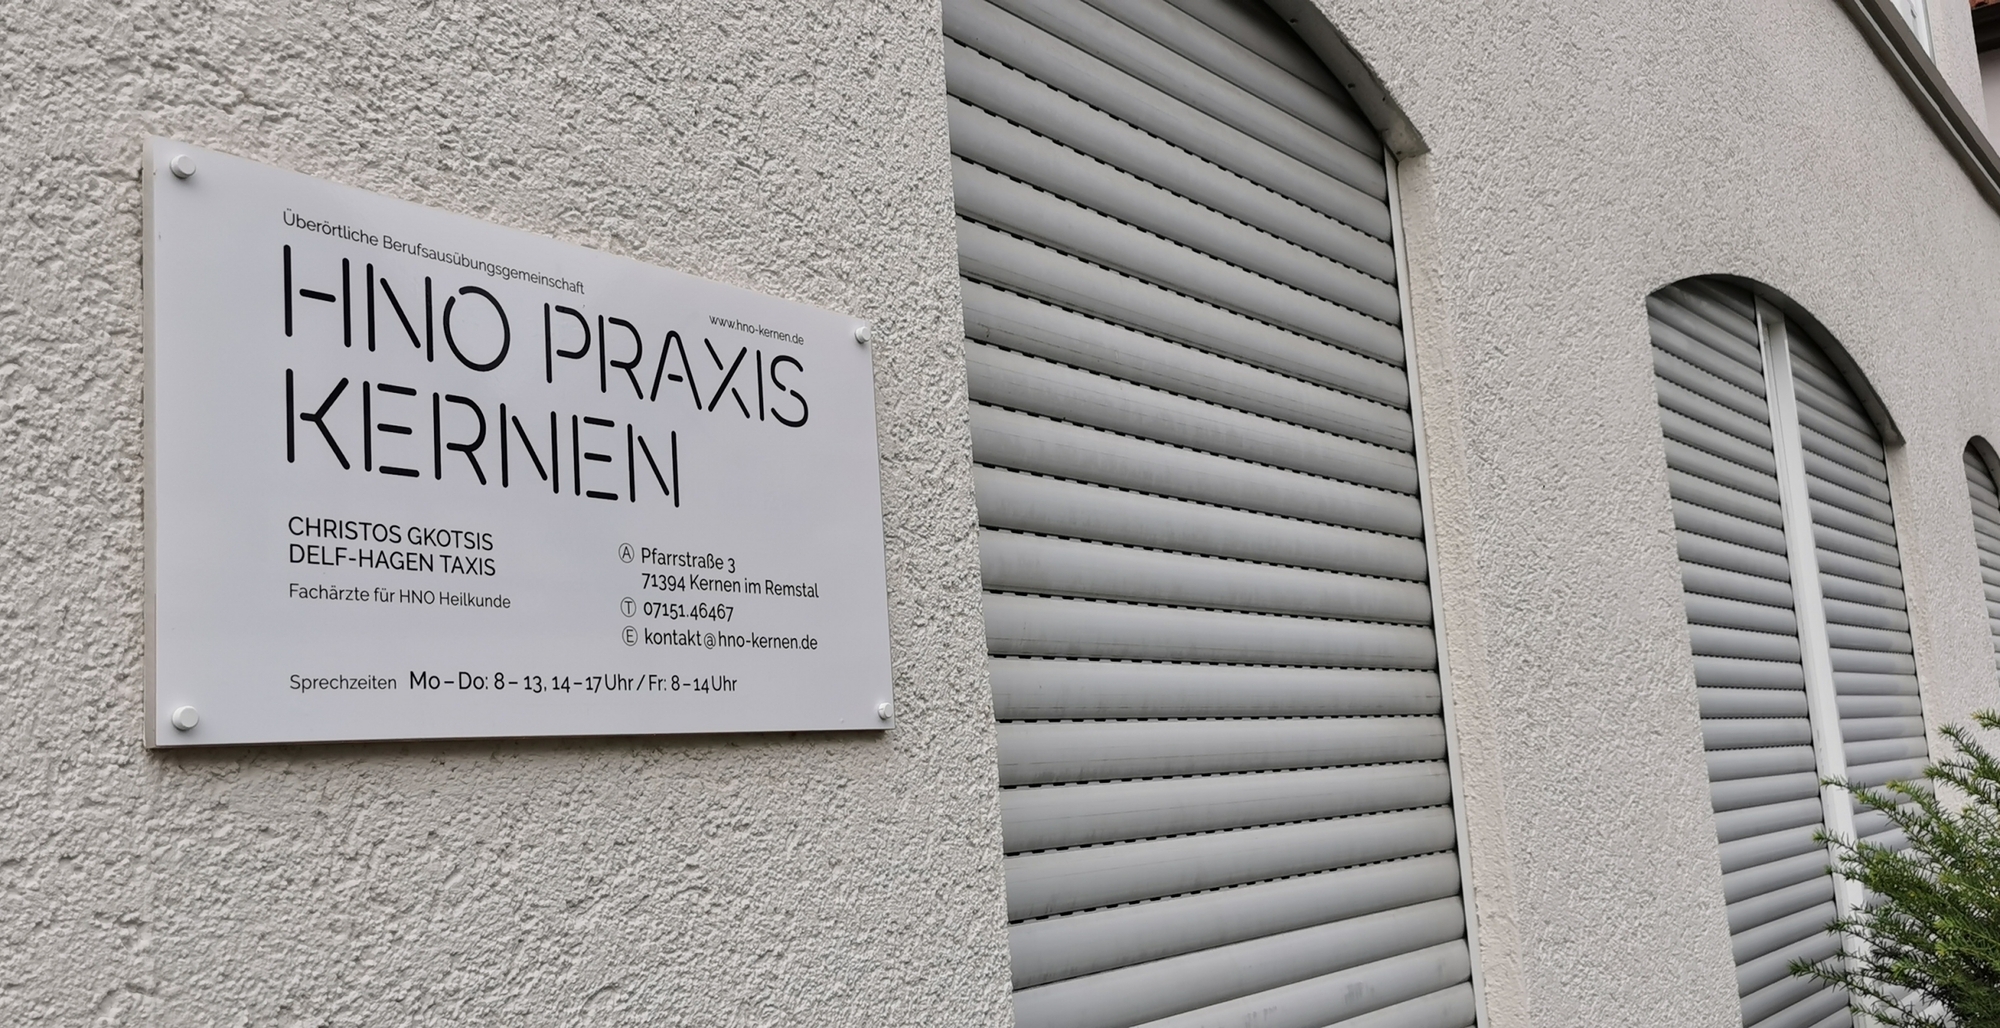 Überörtliche Berufsausübungsgemeinschaft
www.hno-kernen.de
HNO PRAXIS
KERNEN
CHRISTOS GKOTSIS
DELF-HAGEN TAXIS
Fachärzte für HNO Heilkunde
Ⓐ Pfarrstraße 3
71394 Kernen im Remstal
Ⓣ 07151.46467
Ⓔ kontakt@hno-kernen.de
Sprechzeiten Mo – Do: 8 – 13, 14 – 17 Uhr / Fr: 8 – 14 Uhr